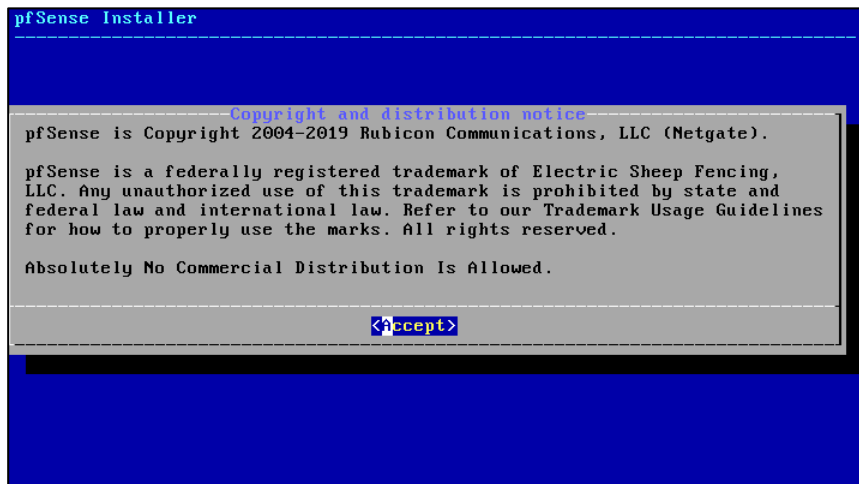 pfSense Installer
Copyright and distribution notice
pfSense is Copyright 2004-2019 Rubicon Communications, LLC (Netgate).
pfSense is a federally registered trademark of Electric Sheep Fencing,
LLC. Any unauthorized use of this trademark is prohibited by state and
federal law and international law. Refer to our Trademark Usage Guidelines
for how to properly use the marks. All rights reserved.
Absolutely No Commercial Distribution Is Allowed.
<Accept>